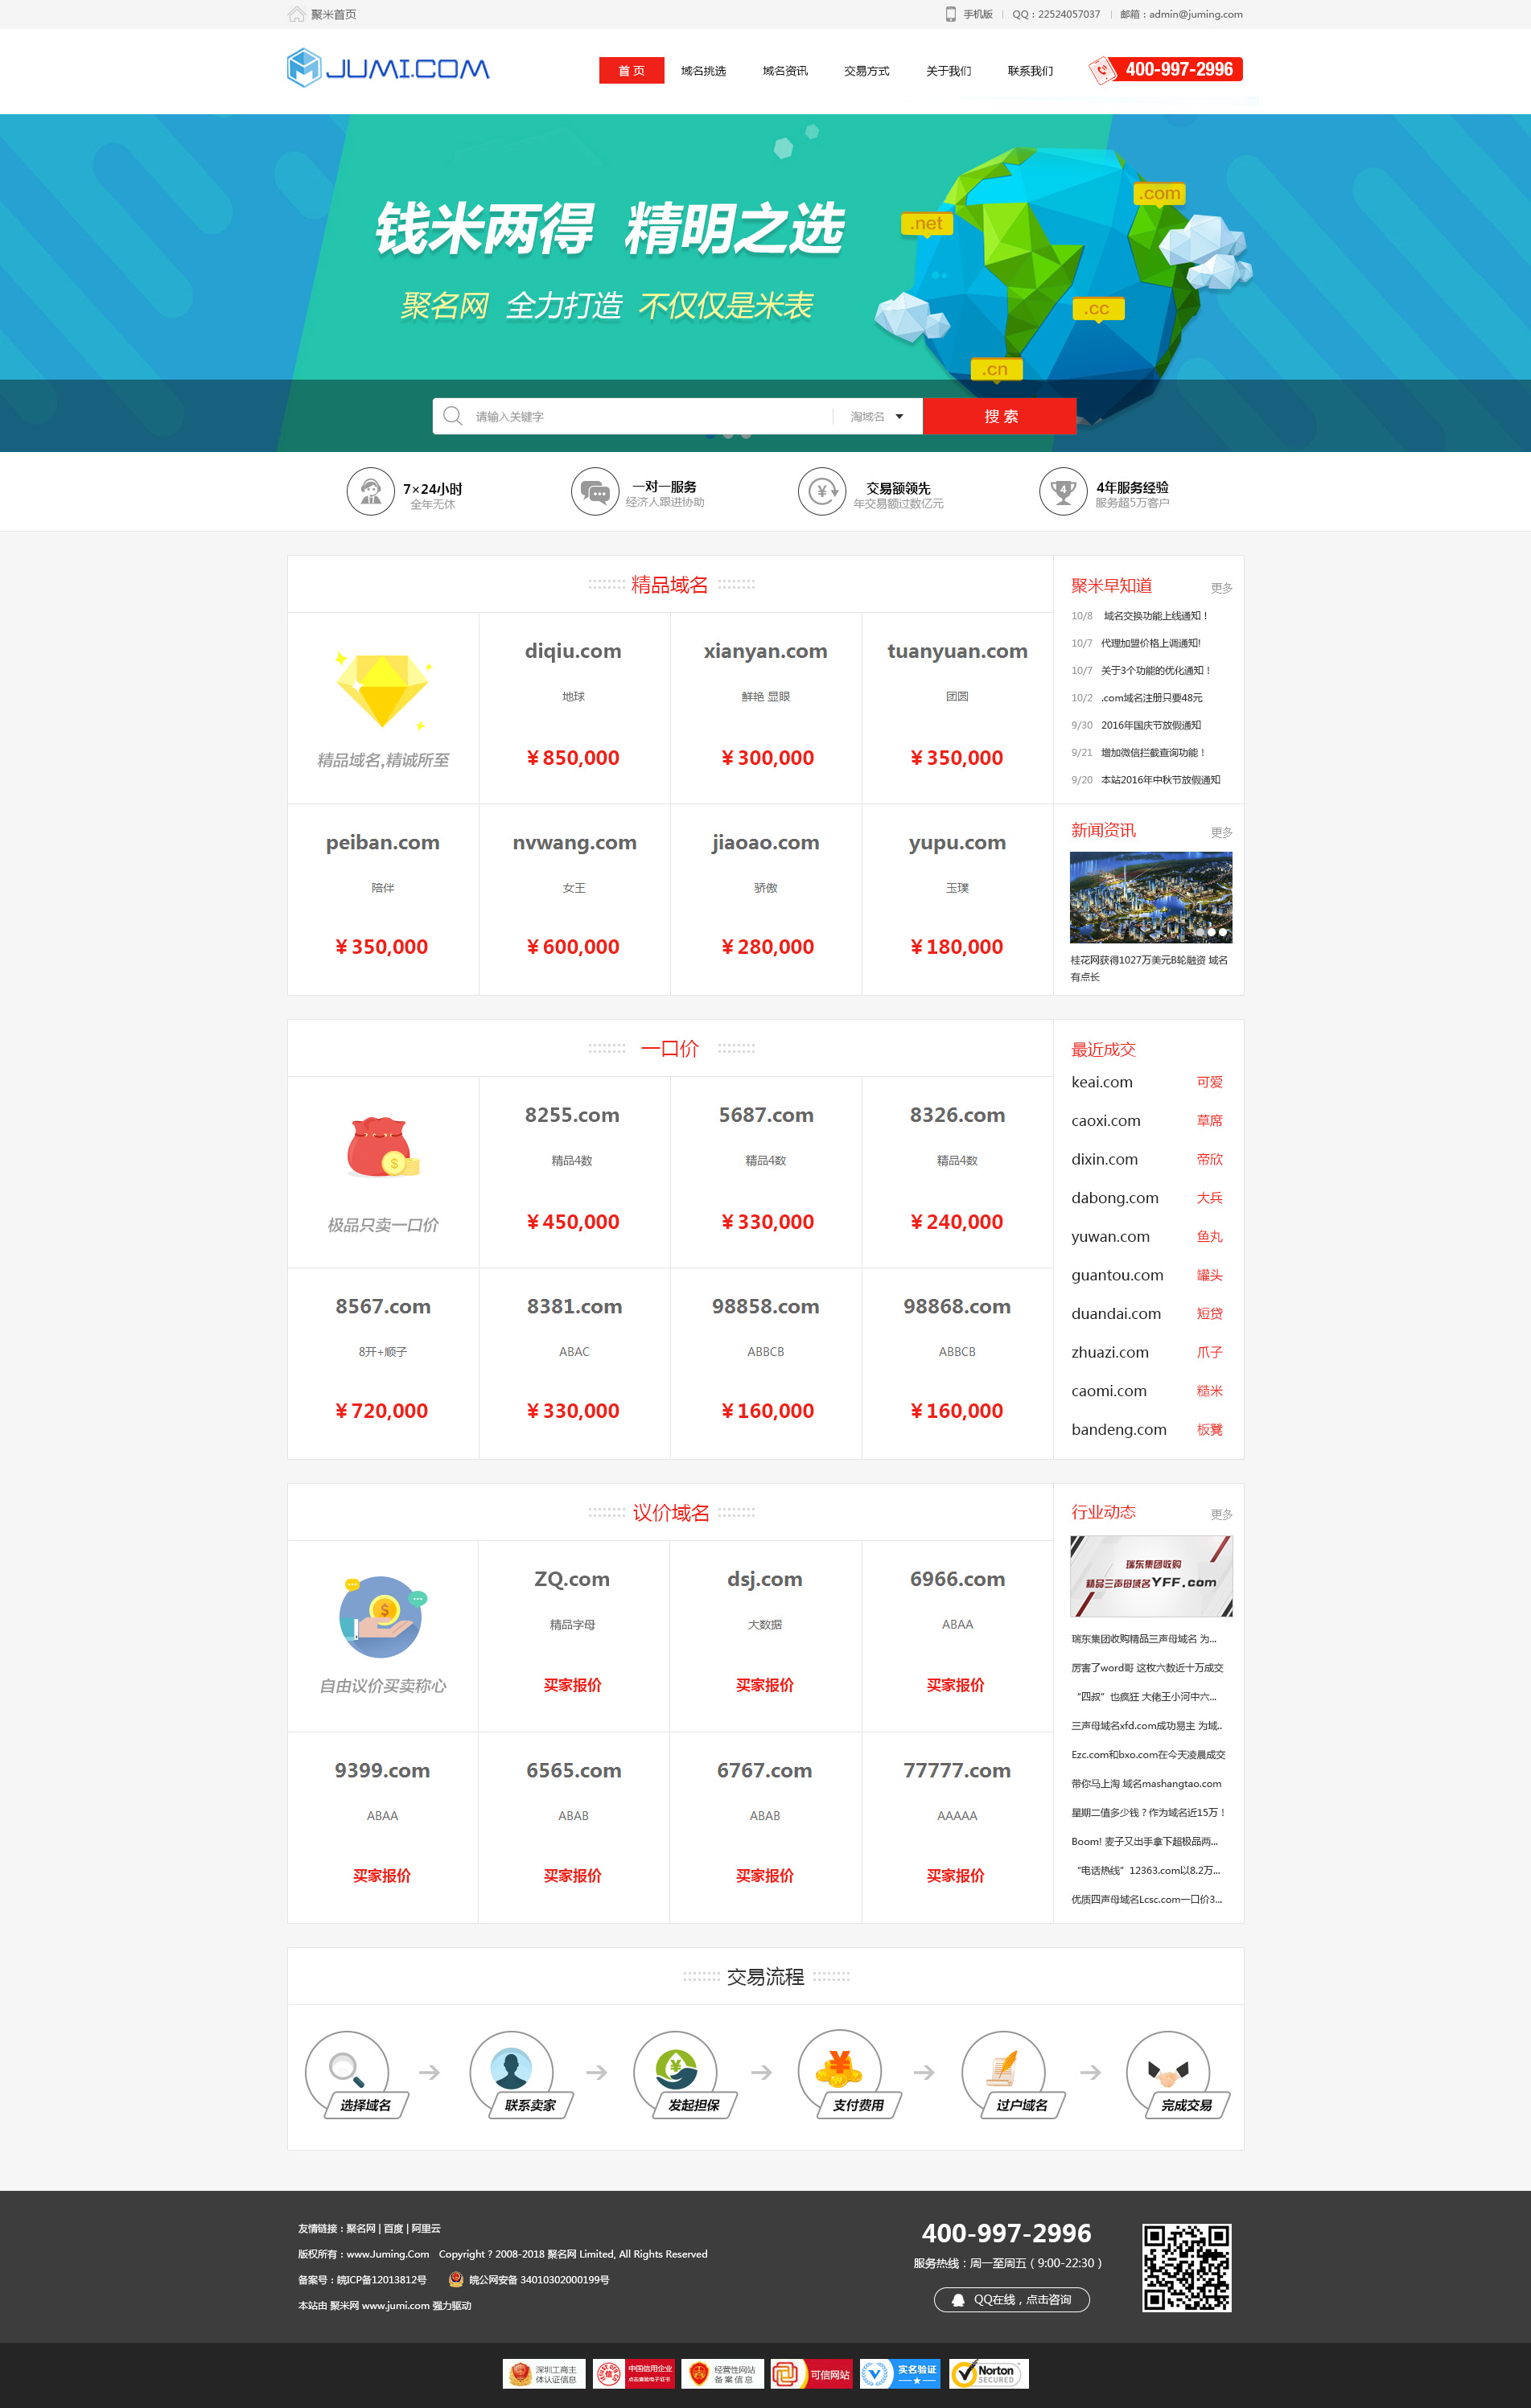 聚米首页
手机版 | QQ：22524057037 | 邮箱：admin@juming.com
JUMI.COM
首 页 域名挑选 域名资讯 交易方式 关于我们 联系我们
400-997-2996
钱米两得 精明之选
聚名网 全力打造 不仅仅是米表
.net
.com
.cc
.cn
请输入关键字 淘域名 搜 索
7×24小时
全年无休
一对一服务
经济人跟进协助
交易额领先
年交易额过数亿元
4
4年服务经验
服务超5万客户
精品域名
精品域名,精诚所至
diqiu.com
地球
¥850,000
xianyan.com
鲜艳 显眼
¥300,000
tuanyuan.com
团圆
¥350,000
peiban.com
陪伴
¥350,000
nvwang.com
女王
¥600,000
jiaoao.com
骄傲
¥280,000
yupu.com
玉璞
¥180,000
聚米早知道 更多
10/8 域名交换功能上线通知！
10/7 代理加盟价格上调通知!
10/7 关于3个功能的优化通知！
10/2 .com域名注册只要48元
9/30 2016年国庆节放假通知
9/21 增加微信拦截查询功能！
9/20 本站2016年中秋节放假通知
新闻资讯 更多
桂花网获得1027万美元B轮融资 域名
有点长
一口价
极品只卖一口价
8255.com
精品4数
¥450,000
5687.com
精品4数
¥330,000
8326.com
精品4数
¥240,000
8567.com
8开+顺子
¥720,000
8381.com
ABAC
¥330,000
98858.com
ABBCB
¥160,000
98868.com
ABBCB
¥160,000
最近成交
keai.com 可爱
caoxi.com 草席
dixin.com 帝欣
dabong.com 大兵
yuwan.com 鱼丸
guantou.com 罐头
duandai.com 短贷
zhuazi.com 爪子
caomi.com 糙米
bandeng.com 板凳
议价域名
自由议价买卖称心
ZQ.com
精品字母
买家报价
dsj.com
大数据
买家报价
6966.com
ABAA
买家报价
9399.com
ABAA
买家报价
6565.com
ABAB
买家报价
6767.com
ABAB
买家报价
77777.com
AAAAA
买家报价
行业动态 更多
瑞东集团收购
精品三声母域名YFF.com
瑞东集团收购精品三声母域名 为...
厉害了word哥 这枚六数近十万成交
“四叔”也疯狂 大佬王小河中六...
三声母域名xfd.com成功易主 为域..
Ezc.com和bxo.com在今天凌晨成交
带你马上淘 域名mashangtao.com
星期二值多少钱？作为域名近15万！
Boom! 麦子又出手拿下超极品两...
“电话热线”12363.com以8.2万...
优质四声母域名Lcsc.com一口价3...
交易流程
选择域名
联系卖家
发起担保
支付费用
过户域名
完成交易
友情链接：聚名网 | 百度 | 阿里云
版权所有：www.Juming.Com Copyright ? 2008-2018 聚名网 Limited, All Rights Reserved
备案号：皖ICP备12013812号 皖公网安备 34010302000199号
本站由 聚米网 www.jumi.com 强力驱动
400-997-2996
服务热线：周一至周五（9:00-22:30）
QQ在线，点击咨询
深圳工商主
体认证信息
中国信用企业
点击查验电子证书
经营性网站
备案信息
可信网站
实名验证
Norton
SECURED